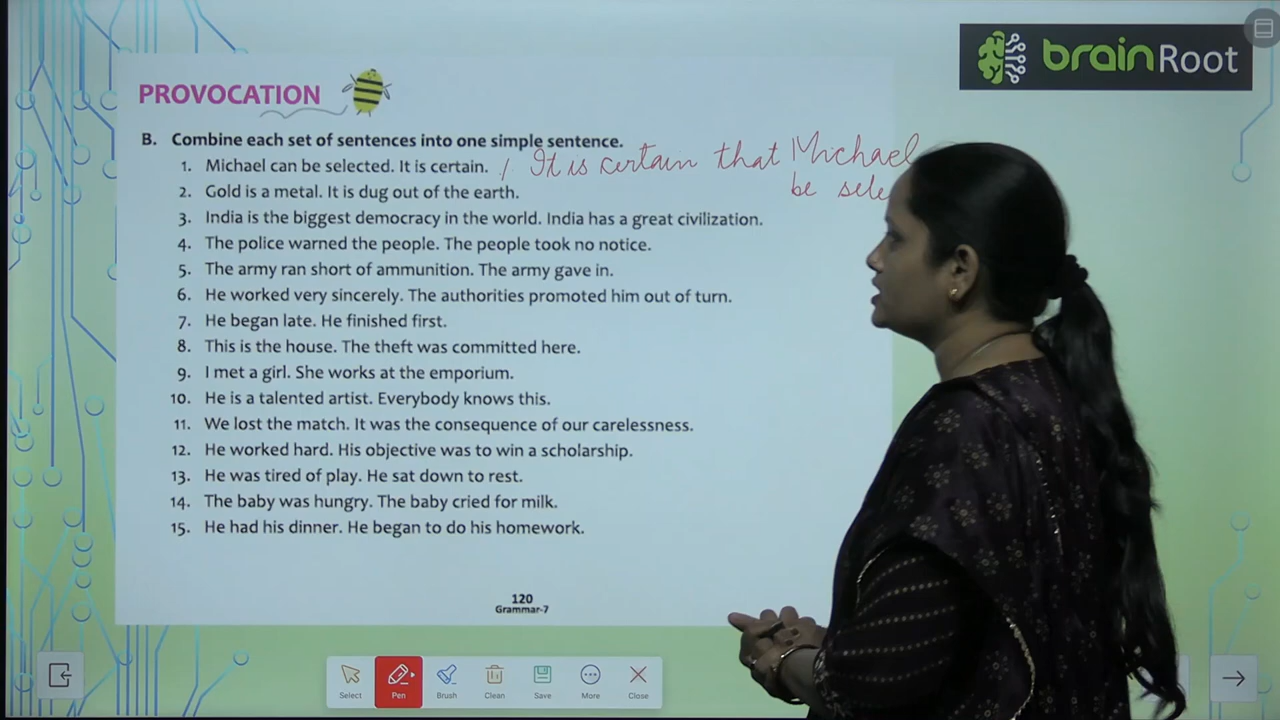 brainRoot
PROVOCATION
B. Combine each set of sentences into one simple sentence.
1. Michael can be selected. It is certain. / It is certain that Michael
be
2. Gold is a metal. It is dug out of the earth.
3. India is the biggest democracy in the world. India has a great civilization.
4. The police warned the people. The people took no notice.
5. The army ran short of ammunition. The army gave in.
6. He worked very sincerely. The authorities promoted him out of turn.
7. He began late. He finished first.
8. This is the house. The theft was committed here.
9. I met a girl. She works at the emporium.
10. He is a talented artist. Everybody knows this.
11. We lost the match. It was the consequence of our carelessness.
12. He worked hard. His objective was to win a scholarship.
13. He was tired of play. He sat down to rest.
14. The baby was hungry. The baby cried for milk.
15. He had his dinner. He began to do his homework.
120
Grammar-7
Select Pen Brush Clean Save More Close